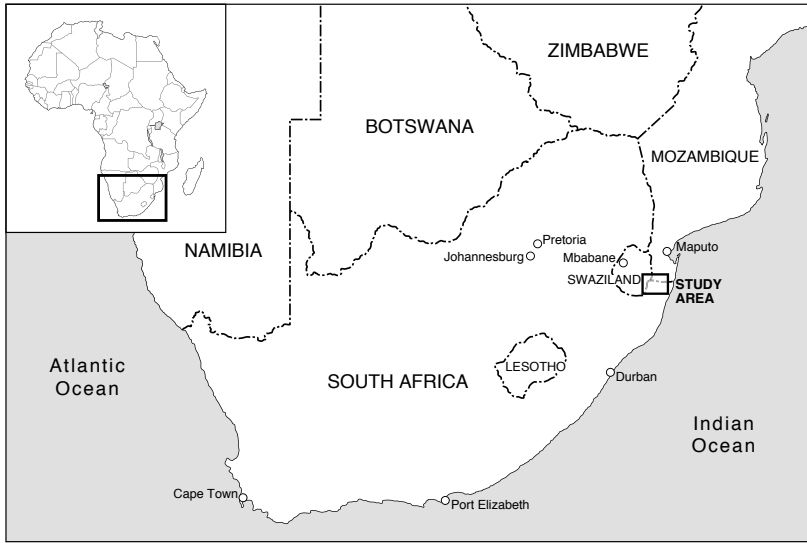 ZIMBABWE
BOTSWANA
MOZAMBIQUE
NAMIBIA
Pretoria
Johannesburg
Mbabane
Maputo
SWAZILAND
STUDY
AREA
Atlantic
Ocean
SOUTH AFRICA
LESOTHO
Durban
Indian
Ocean
Cape Town
Port Elizabeth